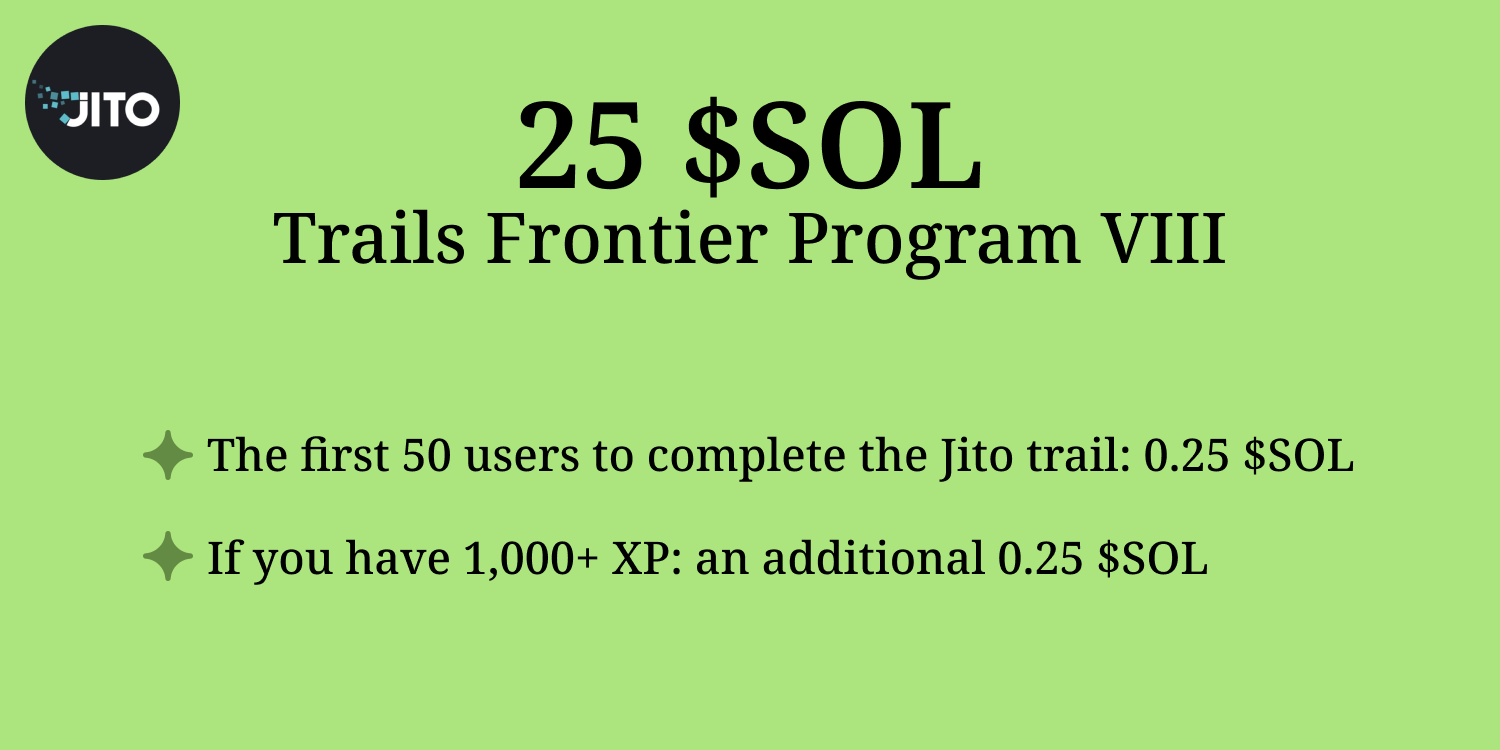 JITO
25 $SOL
Trails Frontier Program VIII
The first 50 users to complete the Jito trail: 0.25 $SOL
If you have 1,000+ XP: an additional 0.25 $SOL